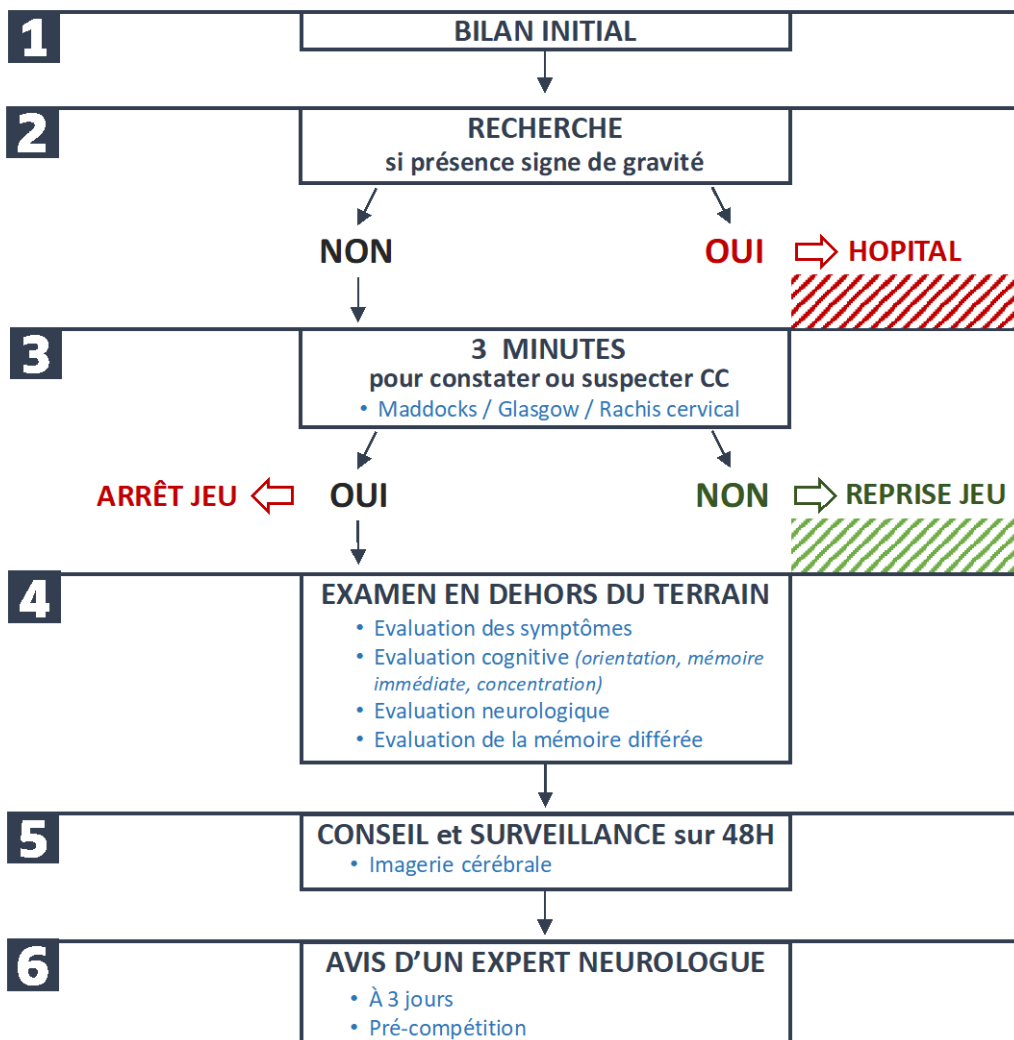 1
BILAN INITIAL
2
RECHERCHE
si présence signe de gravité
NON
OUI
HOPITAL
3
3 MINUTES
pour constater ou suspecter CC
• Maddocks / Glasgow / Rachis cervical
ARRÊT JEU
OUI
NON
REPRISE JEU
4
EXAMEN EN DEHORS DU TERRAIN
• Evaluation des symptômes
• Evaluation cognitive (orientation, mémoire
immédiate, concentration)
• Evaluation neurologique
• Evaluation de la mémoire différée
5
CONSEIL et SURVEILLANCE sur 48H
• Imagerie cérébrale
6
AVIS D'UN EXPERT NEUROLOGUE
• À 3 jours
• Pré-compétition